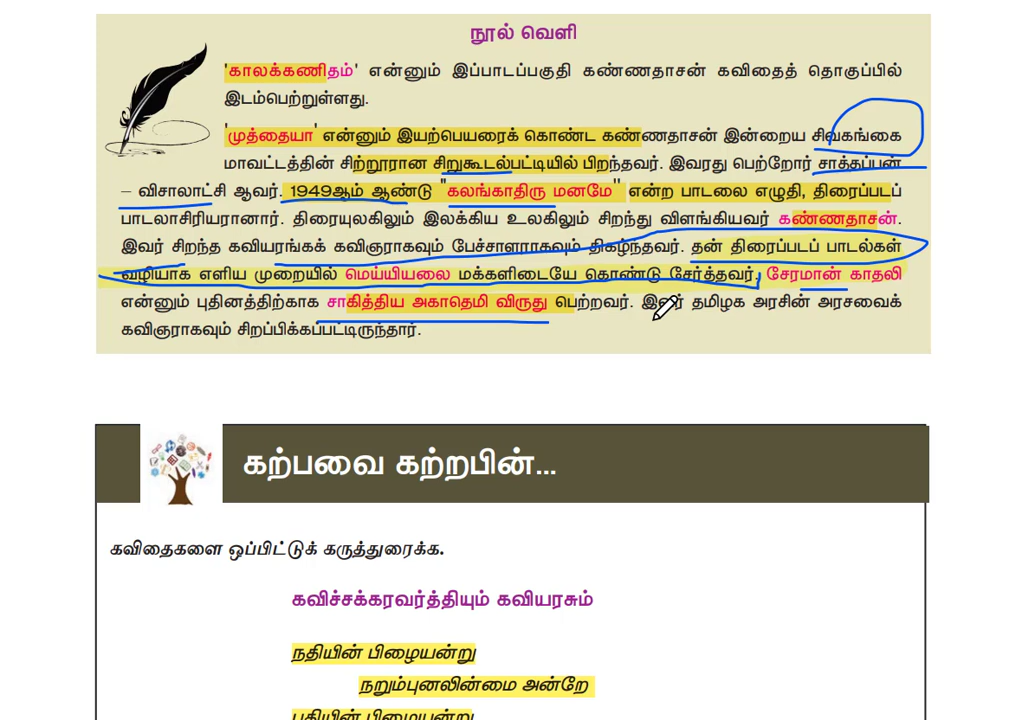 நூல் வெளி
'காலக்கணிதம்' என்னும் இப்பாடப்பகுதி கண்ணதாசன் கவிதைத் தொகுப்பில்
இடம்பெற்றுள்ளது.
'முத்தையா' என்னும் இயற்பெயரைக் கொண்ட கண்ணதாசன் இன்றைய சிவகங்கை
மாவட்டத்தின் சிற்றூரான சிறுகூடல்பட்டியில் பிறந்தவர். இவரது பெற்றோர் சாத்தப்பன்
– விசாலாட்சி ஆவர். 1949ஆம் ஆண்டு "கலங்காதிரு மனமே" என்ற பாடலை எழுதி, திரைப்படப்
பாடலாசிரியரானார். திரையுலகிலும் இலக்கிய உலகிலும் சிறந்து விளங்கியவர் கண்ணதாசன்.
இவர் சிறந்த கவியரங்கக் கவிஞராகவும் பேச்சாளராகவும் திகழ்ந்தவர். தன் திரைப்படப் பாடல்கள்
வழியாக எளிய முறையில் மெய்யியலை மக்களிடையே கொண்டு சேர்த்தவர். சேரமான் காதலி
என்னும் புதினத்திற்காக சாகித்திய அகாதெமி விருது பெற்றவர். இவர் தமிழக அரசின் அரசவைக்
கவிஞராகவும் சிறப்பிக்கப்பட்டிருந்தார்.
கற்பவை கற்றபின்...
கவிதைகளை ஒப்பிட்டுக் கருத்துரைக்க.
கவிச்சக்கரவர்த்தியும் கவியரசும்
நதியின் பிழையன்று
நறும்புனலின்மை அன்றே
பதியின் பிழையன்று